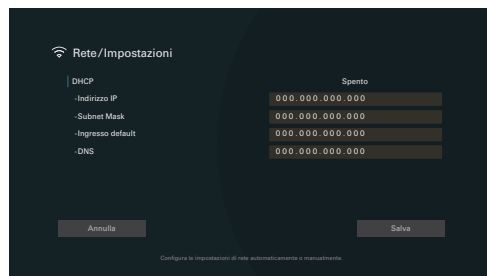 Rete/Impostazioni
DHCP Spento
-Indirizzo IP 000.000.000.000
-Subnet Mask 000.000.000.000
-Ingresso default 000.000.000.000
-DNS 000.000.000.000
Annulla Salva
Configura le impostazioni di rete automaticamente o manualmente.